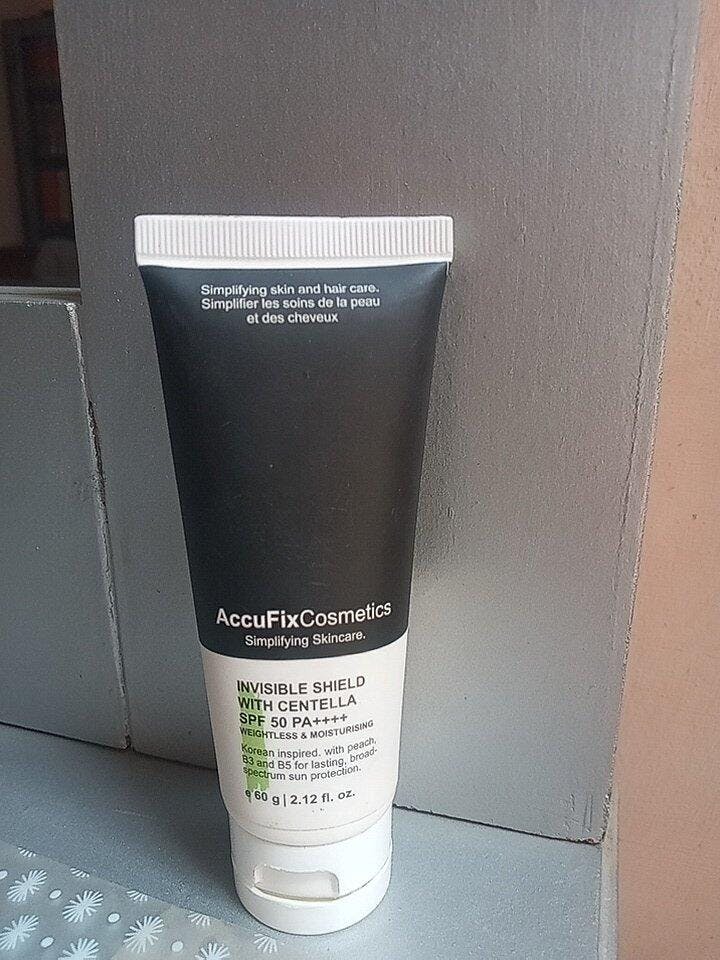 Simplifying skin and hair care.
Simplifier les soins de la peau
et des cheveux
AccuFixCosmetics
Simplifying Skincare.
INVISIBLE SHIELD
WITH CENTELLA
SPF 50 PA++++
WEIGHTLESS & MOISTURISING
Korean inspired. with peach,
B3 and B5 for lasting, broad-
spectrum sun protection.
e 60 g | 2.12 fl. oz.